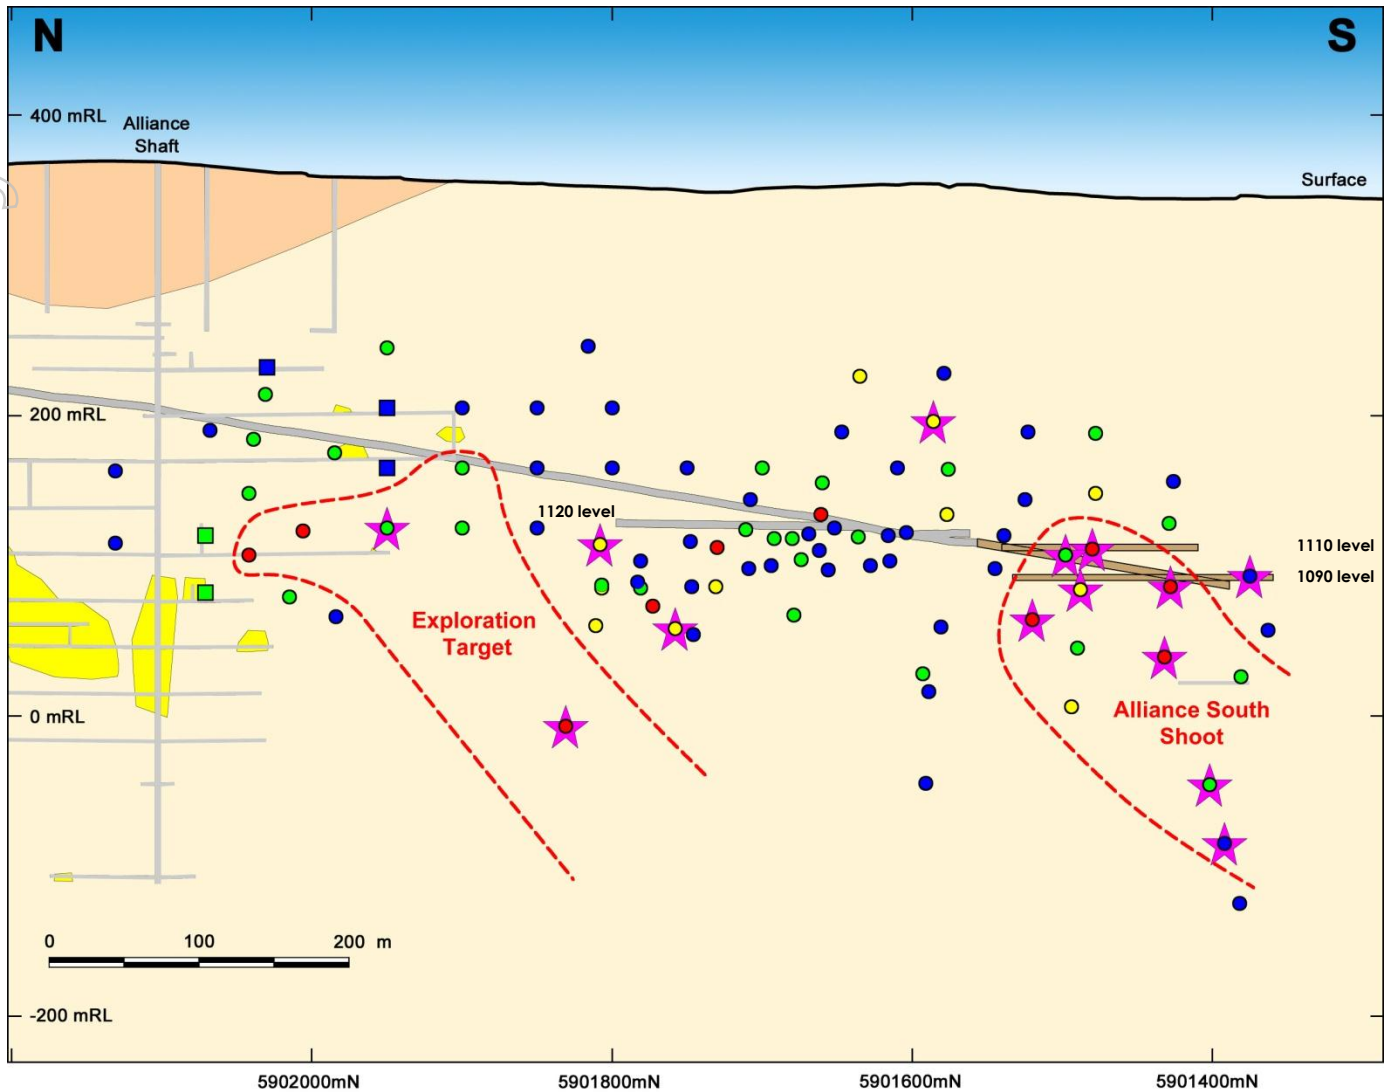 N
S
400 mRL
Alliance
Shaft
Surface
200 mRL
1120 level
1110 level
1090 level
Exploration
Target
0 mRL
Alliance South
Shoot
0 100 200 m
-200 mRL
5902000mN 5901800mN 5901600mN 5901400mN